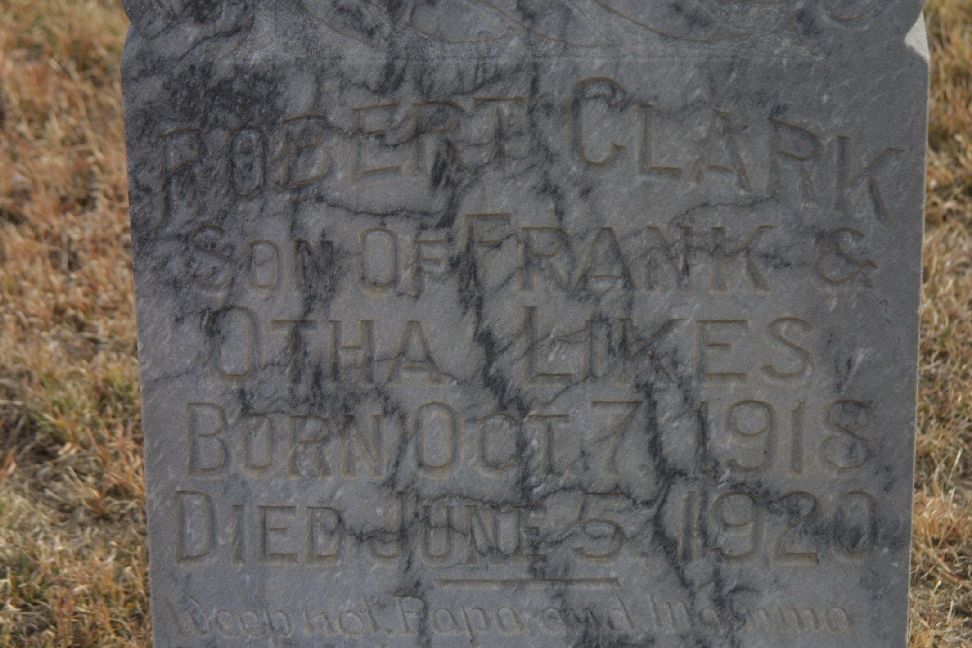 ROBERT CLARK
SON OF FRANK &
OTHA LIKES
BORN OCT. 7. 1918
DIED JUNE 5. 1920
Weep not, Papa and Mamma